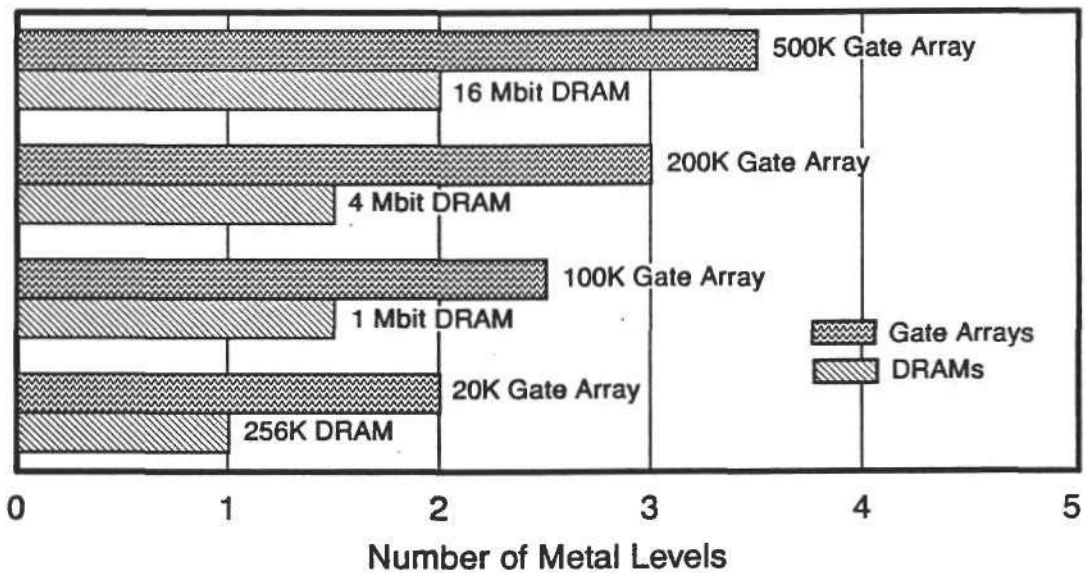 500K Gate Array
16 Mbit DRAM
200K Gate Array
4 Mbit DRAM
100K Gate Array
1 Mbit DRAM
Gate Arrays
DRAMs
20K Gate Array
256K DRAM
0 1 2 3 4 5
Number of Metal Levels